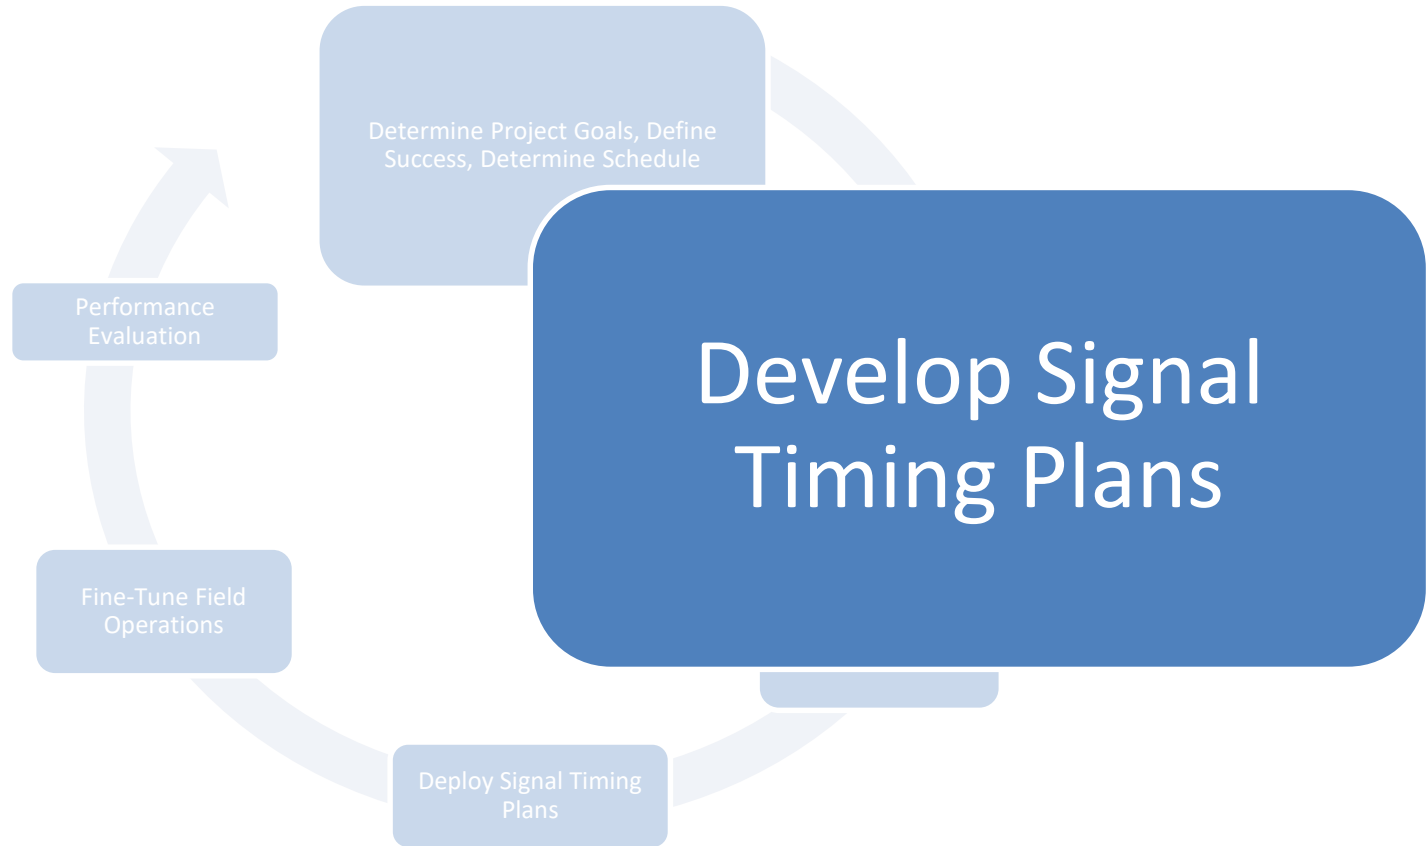 Determine Project Goals, Define
Success, Determine Schedule
Develop Signal
Timing Plans
Deploy Signal Timing
Plans
Fine-Tune Field
Operations
Performance
Evaluation